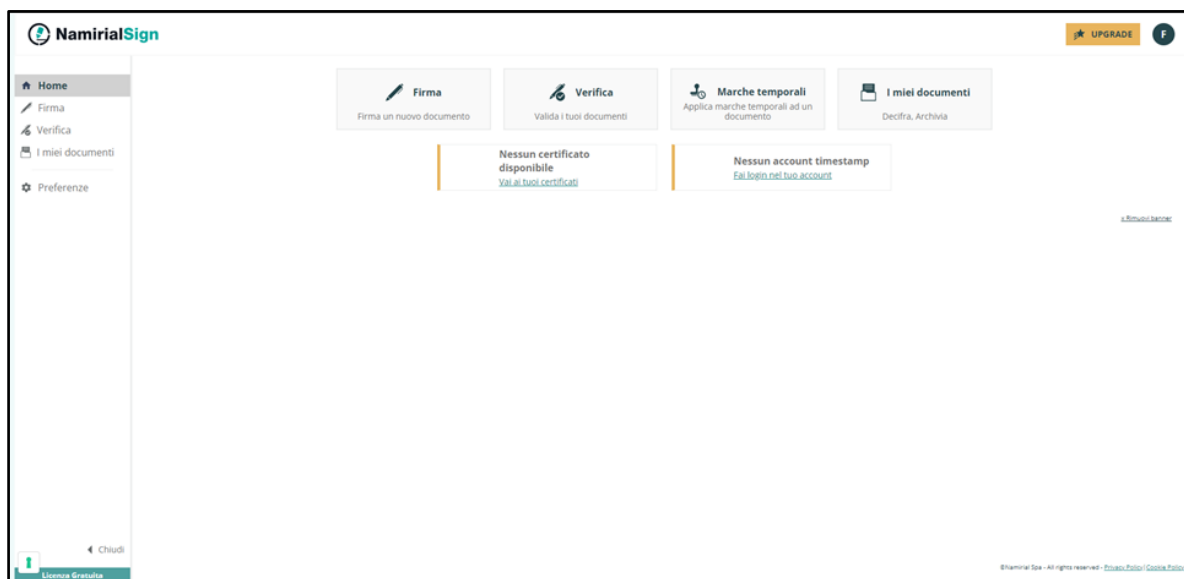 NamirialSign
UPGRADE
F
Home
Firma
Verifica
I miei documenti
Preferenze
Firma
Firma un nuovo documento
Verifica
Valida i tuoi documenti
Marche temporali
Applica marche temporali ad un
documento
I miei documenti
Decifra, Archivia
Nessun certificato
disponibile
Vai ai tuoi certificati
Nessun account timestamp
Fai login nel tuo account
x Rimuovi banner
Chiudi
Licenza Gratuita
©Namirial Spa - All rights reserved - Privacy Policy | Cookie Policy